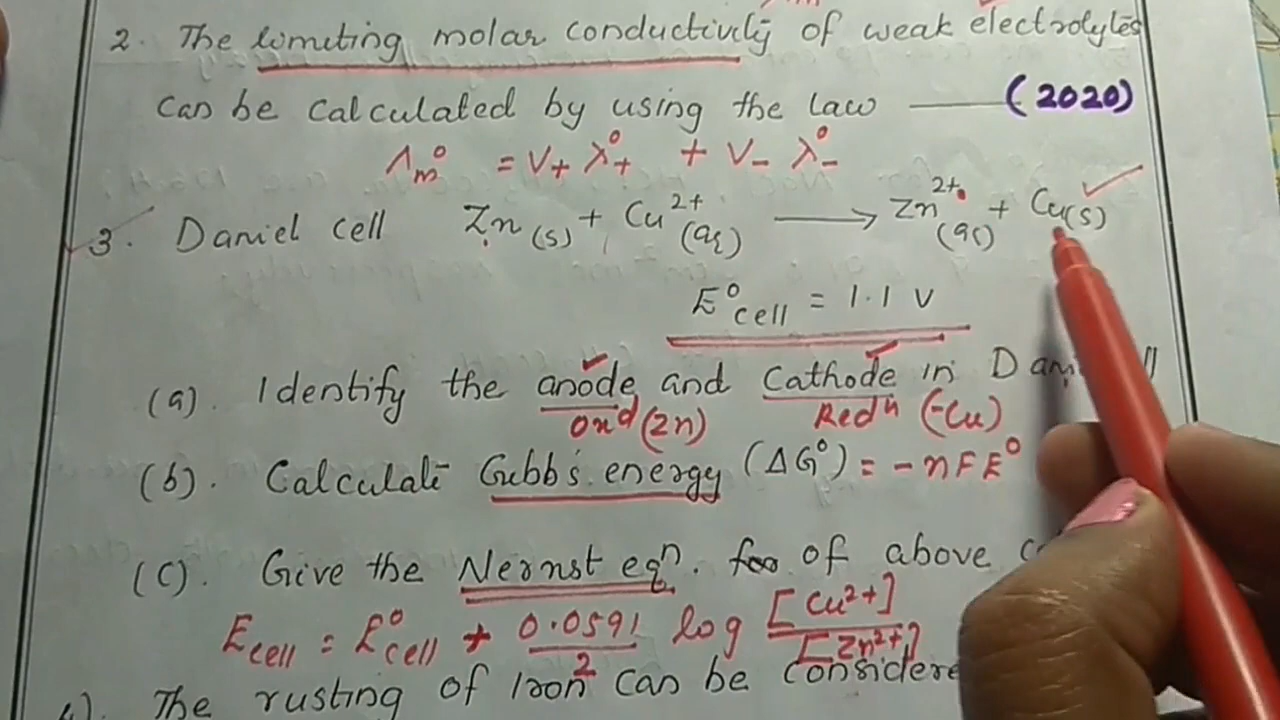 2. The limiting molar conductivity of weak electrolytes
can be calculated by using the law —— (2020)
Λm° = V+ λ°+ + V- λ°-
3. Daniel cell Zn(s) + Cu2+(aq) → Zn2+(aq) + Cu(s)
E°cell = 1.1 V
(a). Identify the anode and Cathode in Dani ll
Oxd (Zn) Redn (-Cu)
(b). Calculate Gibb's energy (ΔG°) = -nFE°
(C). Give the Nernst eqn. of above
Ecell = E°cell + 0.0591/2 log [Cu2+]/[Zn2+]
The rusting of Iron can be considere